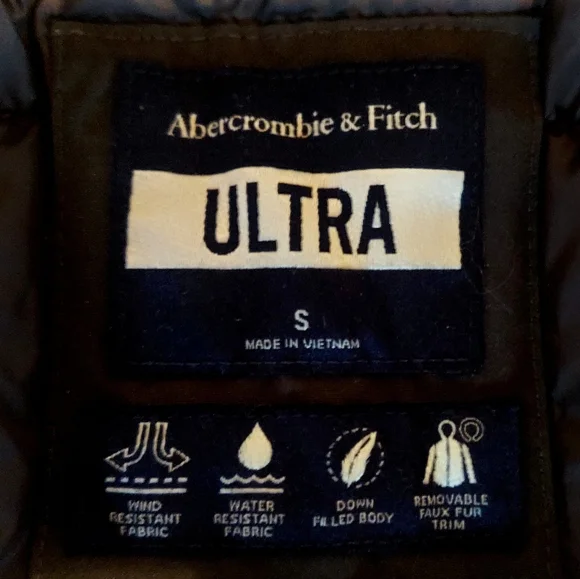 Abercrombie & Fitch
ULTRA
S
MADE IN VIETNAM
WIND
RESISTANT
FABRIC
WATER
RESISTANT
FABRIC
DOWN
FILLED BODY
REMOVABLE
FAUX FUR
TRIM